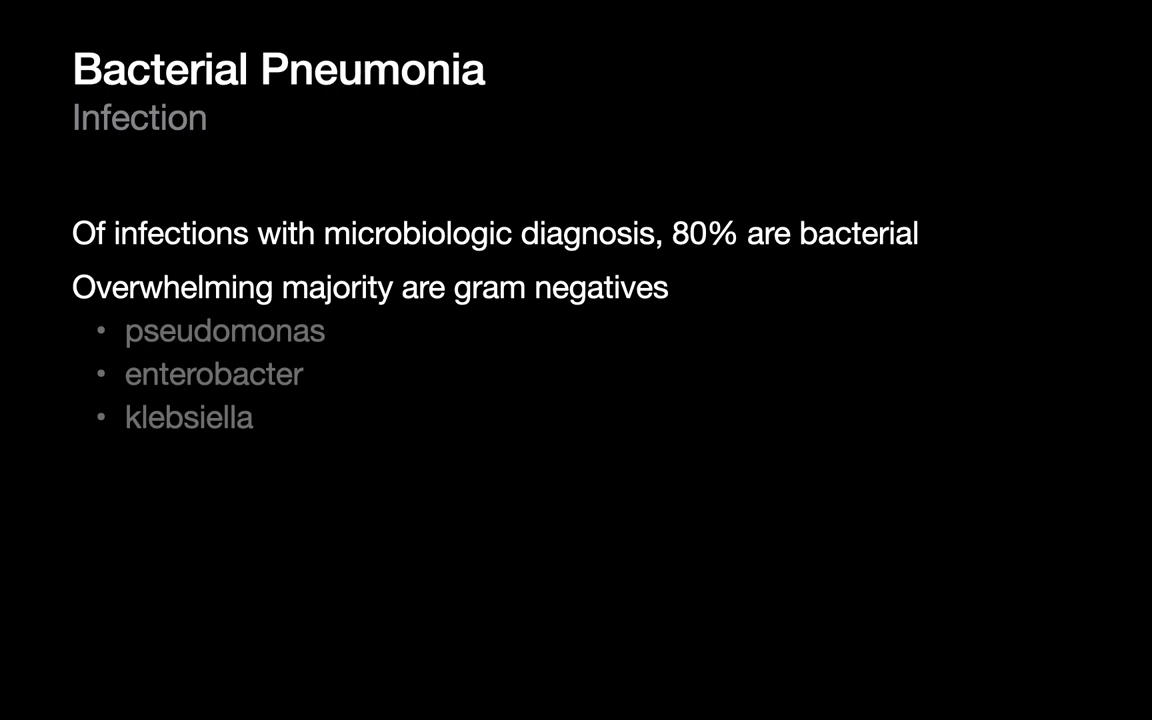 Bacterial Pneumonia
Infection
Of infections with microbiologic diagnosis, 80% are bacterial
Overwhelming majority are gram negatives
• pseudomonas
• enterobacter
• klebsiella